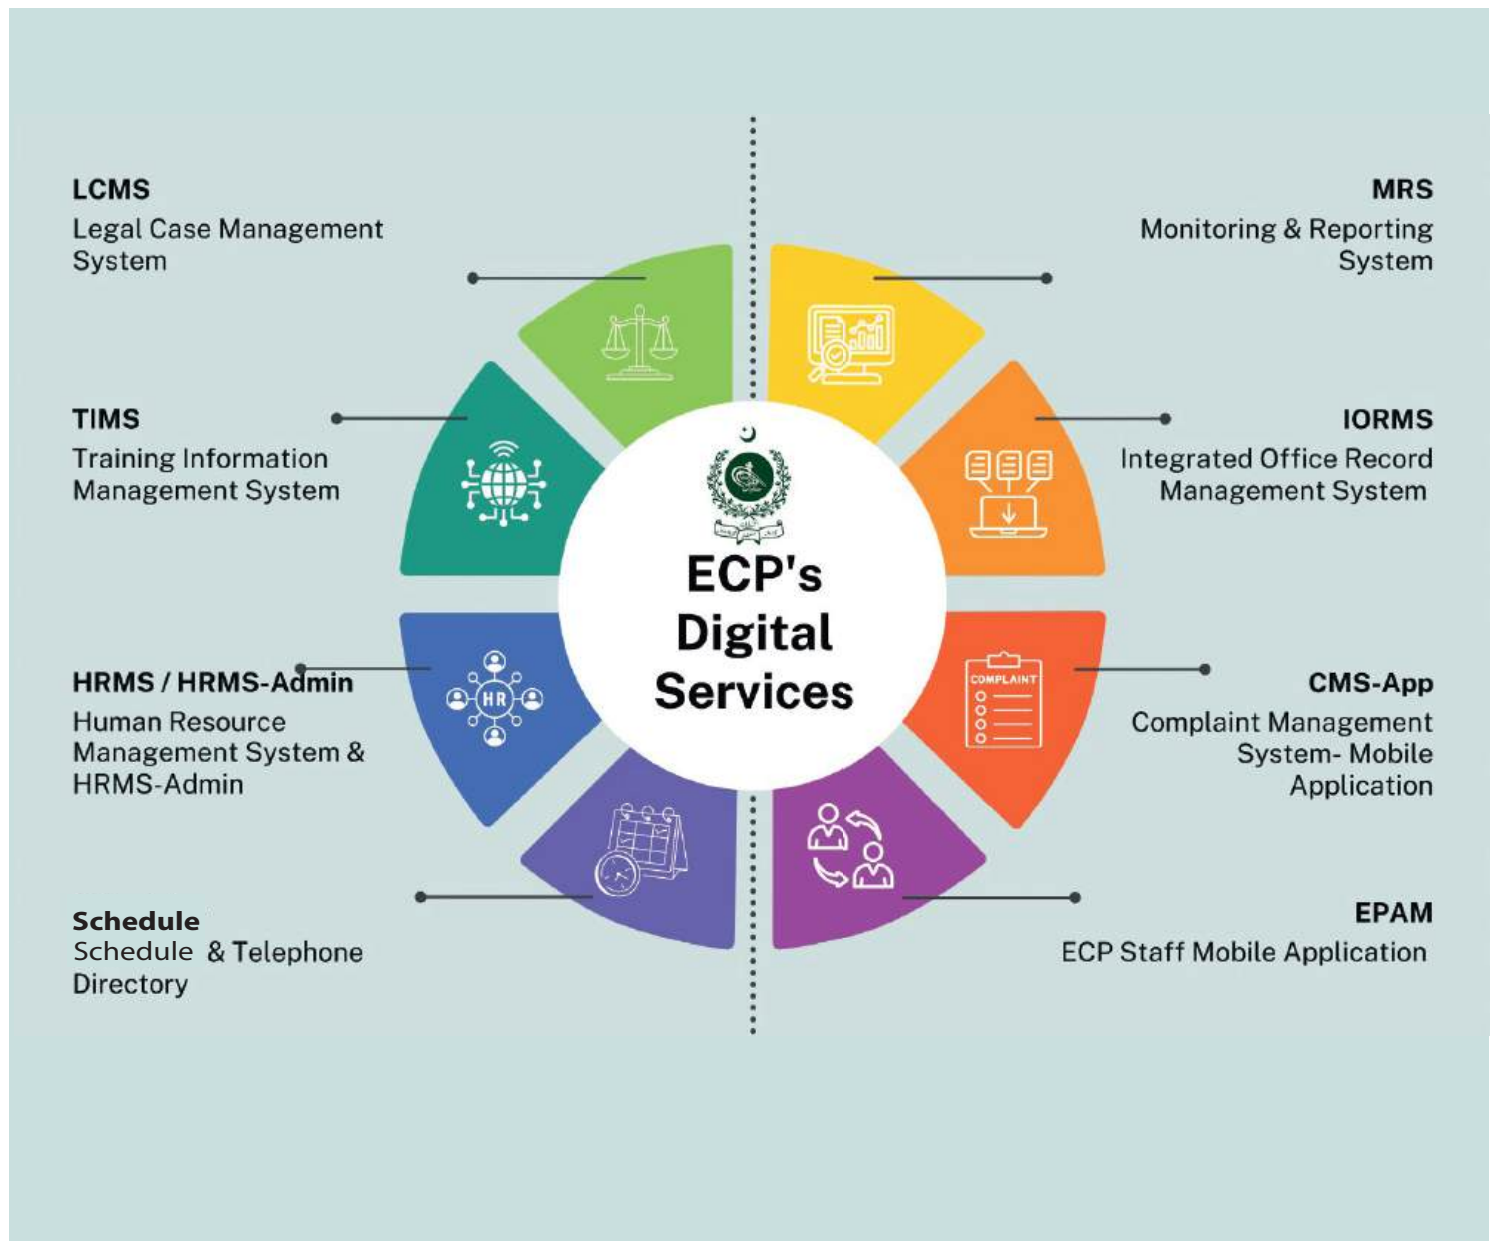 LCMS
Legal Case Management
System
TIMS
Training Information
Management System
HRMS / HRMS-Admin
Human Resource
Management System &
HRMS-Admin
Schedule
Schedule & Telephone
Directory
HR
ECP's
Digital
Services
MRS
Monitoring & Reporting
System
IORMS
Integrated Office Record
Management System
COMPLAINT
CMS-App
Complaint Management
System- Mobile
Application
EPAM
ECP Staff Mobile Application